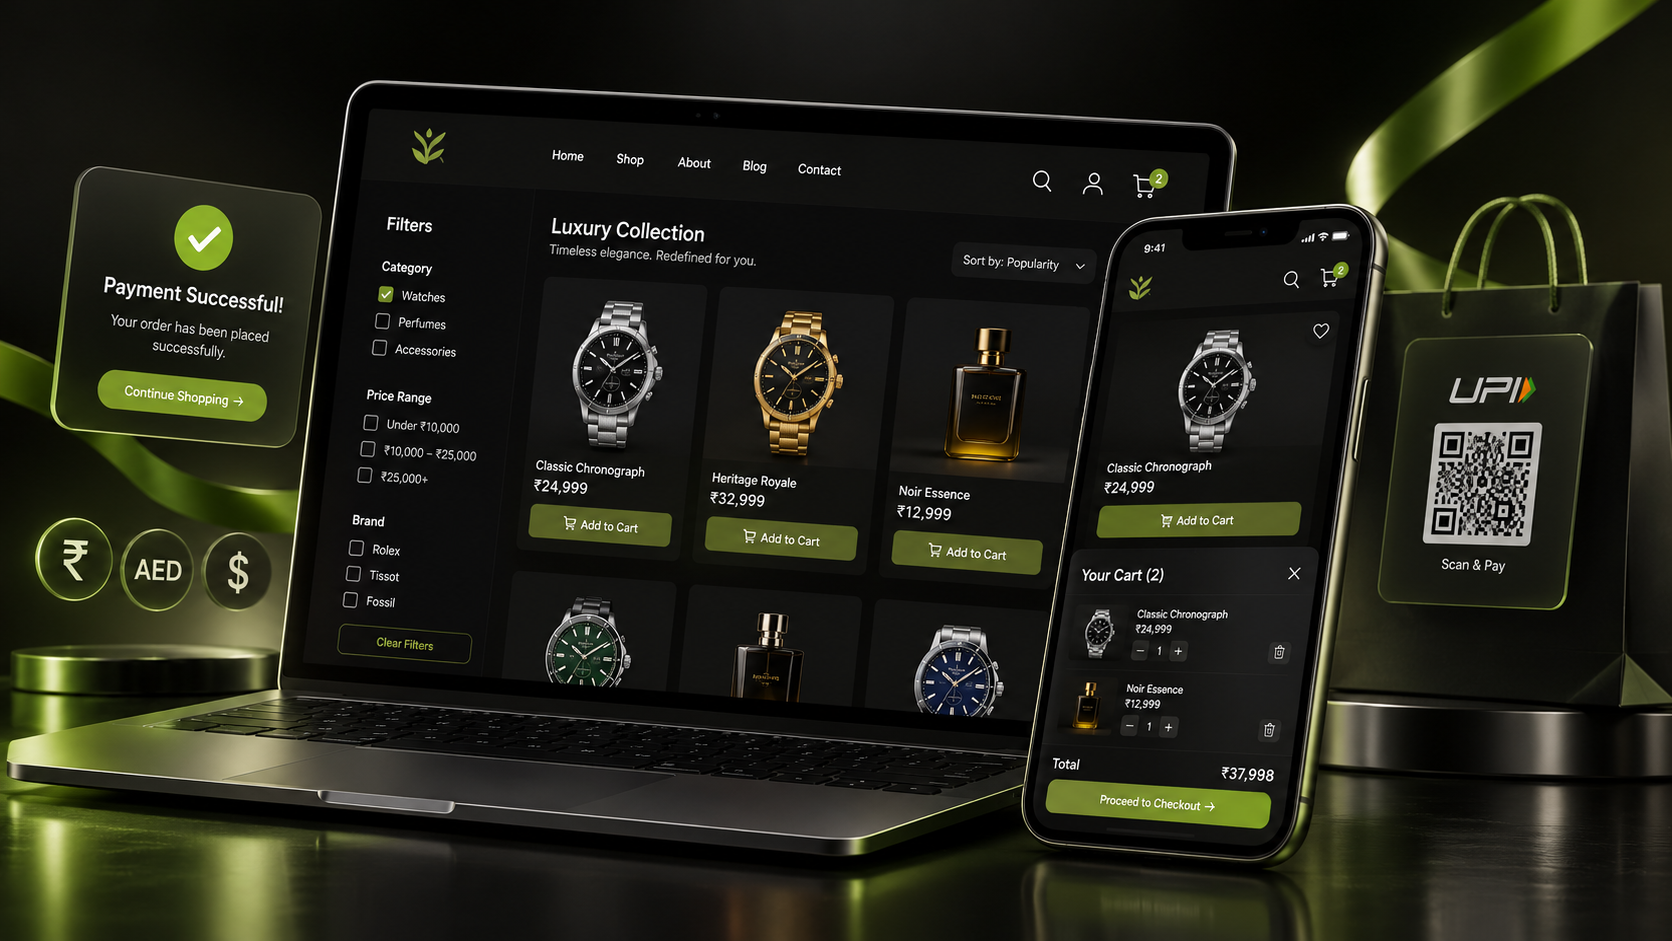 Payment Successful!
Your order has been placed
successfully.
Continue Shopping →
₹
AED
$
Home
Shop
About
Blog
Contact
2
Filters
Category
Watches
Perfumes
Accessories
Price Range
Under ₹10,000
₹10,000 – ₹25,000
₹25,000+
Brand
Rolex
Tissot
Fossil
Clear Filters
Luxury Collection
Timeless elegance. Redefined for you.
Sort by: Popularity
Classic Chronograph
₹24,999
Add to Cart
Heritage Royale
₹32,999
Add to Cart
Noir Essence
₹12,999
Add to Cart
9:41
2
Classic Chronograph
₹24,999
Add to Cart
Your Cart (2)
Classic Chronograph
₹24,999
− 1 +
Noir Essence
₹12,999
− 1 +
Total
₹37,998
Proceed to Checkout →
UPI
Scan & Pay